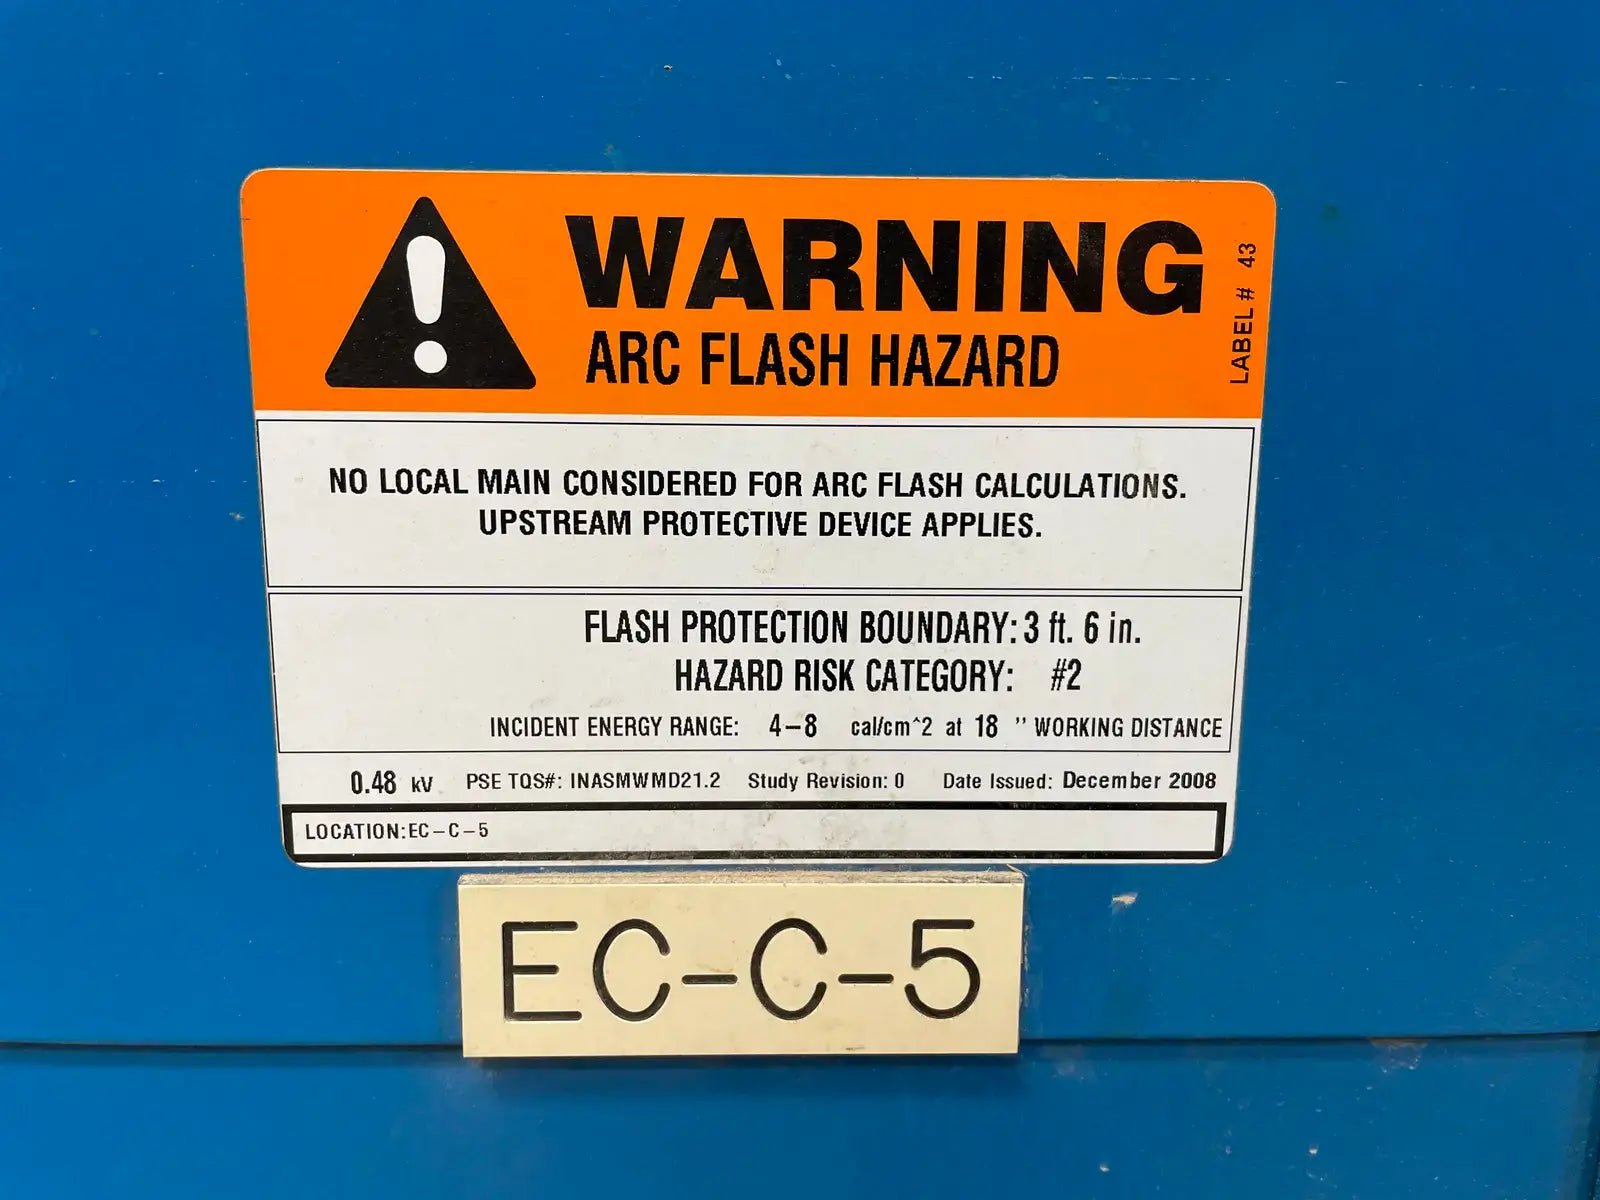 WARNING
ARC FLASH HAZARD
LABEL # 43
NO LOCAL MAIN CONSIDERED FOR ARC FLASH CALCULATIONS.
UPSTREAM PROTECTIVE DEVICE APPLIES.
FLASH PROTECTION BOUNDARY: 3 ft. 6 in.
HAZARD RISK CATEGORY: #2
INCIDENT ENERGY RANGE: 4-8 cal/cm^2 at 18 " WORKING DISTANCE
0.48 kV PSE TQS#: INASMWMD21.2 Study Revision: 0 Date Issued: December 2008
LOCATION:EC-C-5
EC-C-5